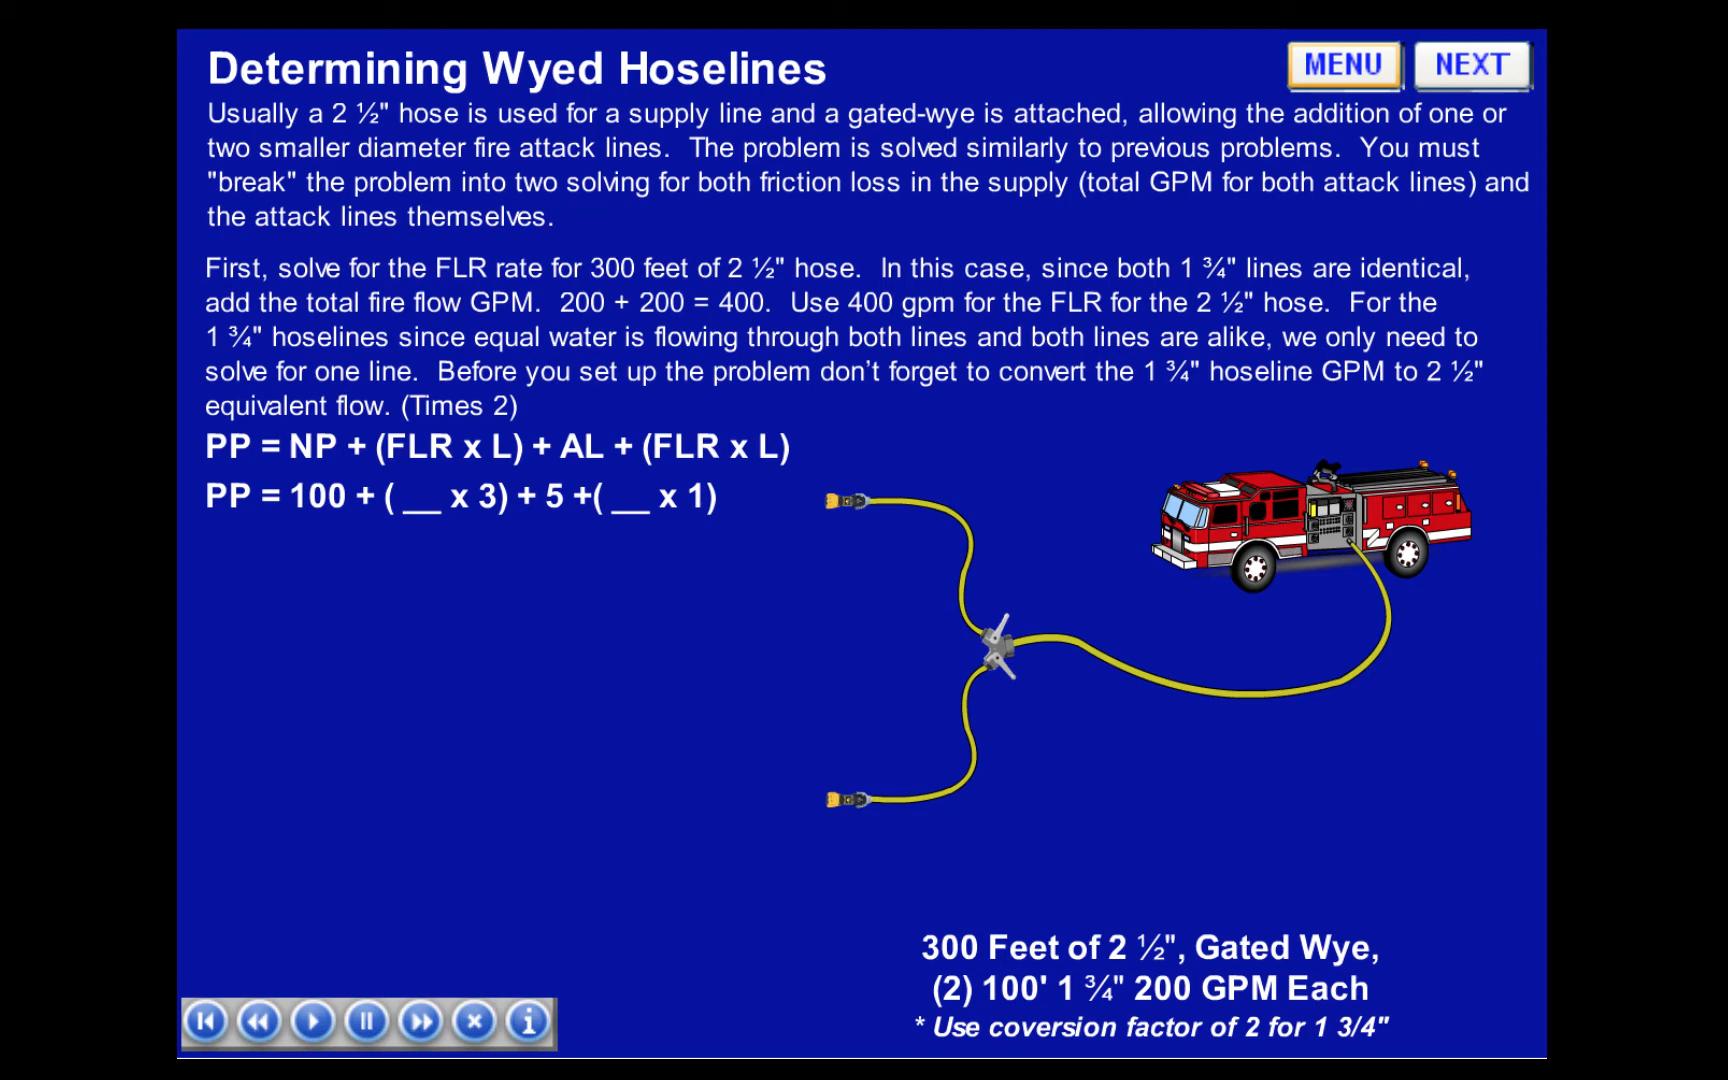 Determining Wyed Hoselines
MENU
NEXT
Usually a 2 ½" hose is used for a supply line and a gated-wye is attached, allowing the addition of one or
two smaller diameter fire attack lines.  The problem is solved similarly to previous problems.  You must
"break" the problem into two solving for both friction loss in the supply (total GPM for both attack lines) and
the attack lines themselves.
First, solve for the FLR rate for 300 feet of 2 ½" hose.  In this case, since both 1 ¾" lines are identical,
add the total fire flow GPM.  200 + 200 = 400.  Use 400 gpm for the FLR for the 2 ½" hose.  For the
1 ¾" hoselines since equal water is flowing through both lines and both lines are alike, we only need to
solve for one line.  Before you set up the problem don't forget to convert the 1 ¾" hoseline GPM to 2 ½"
equivalent flow. (Times 2)
PP = NP + (FLR x L) + AL + (FLR x L)
PP = 100 + ( __ x 3) + 5 +( __ x 1)
300 Feet of 2 ½", Gated Wye,
(2) 100' 1 ¾" 200 GPM Each
* Use coversion factor of 2 for 1 3/4"